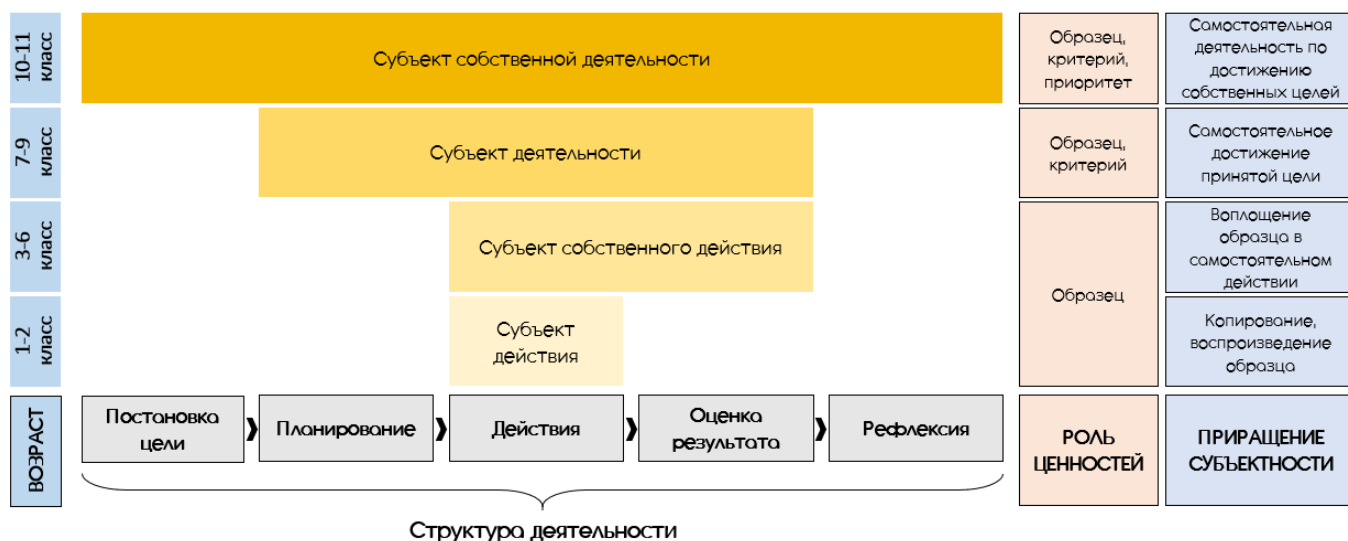 10-11
класс
Субъект собственной деятельности
Образец,
критерий,
приоритет
Самостоятельная
деятельность по
достижению
собственных целей
7-9
класс
Субъект деятельности
Образец,
критерий
Самостоятельное
достижение
принятой цели
3-6
класс
Субъект собственного действия
Образец
Воплощение
образца в
самостоятельном
действии
1-2
класс
Субъект
действия
Копирование,
воспроизведение
образца
ВОЗРАСТ
Постановка
цели
Планирование
Действия
Оценка
результата
Рефлексия
РОЛЬ
ЦЕННОСТЕЙ
ПРИРАЩЕНИЕ
СУБЪЕКТНОСТИ
Структура деятельности